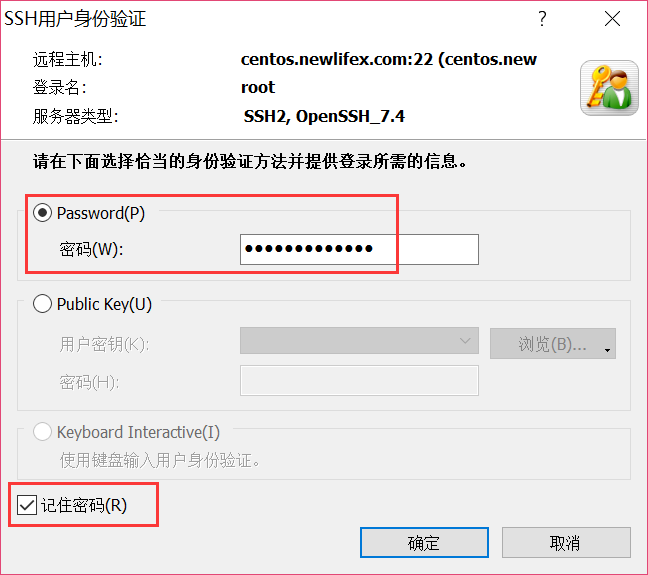 SSH用户身份验证
远程主机: centos.newlifex.com:22 (centos.new
登录名: root
服务器类型: SSH2, OpenSSH_7.4
请在下面选择恰当的身份验证方法并提供登录所需的信息。
Password(P)
密码(W): •••••••••••••
Public Key(U)
用户密钥(K): 浏览(B)...
密码(H):
Keyboard Interactive(I)
使用键盘输入用户身份验证。
记住密码(R)
确定 取消